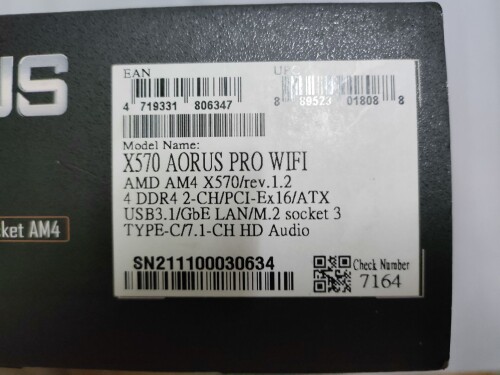 US
cket AM4
EAN
4 719331 806347
8 89523 01808 8
Model Name:
X570 AORUS PRO WIFI
AMD AM4 X570/rev.1.2
4 DDR4 2-CH/PCI-Ex16/ATX
USB3.1/GbE LAN/M.2 socket 3
TYPE-C/7.1-CH HD Audio
SN211100030634
Check Number
7164